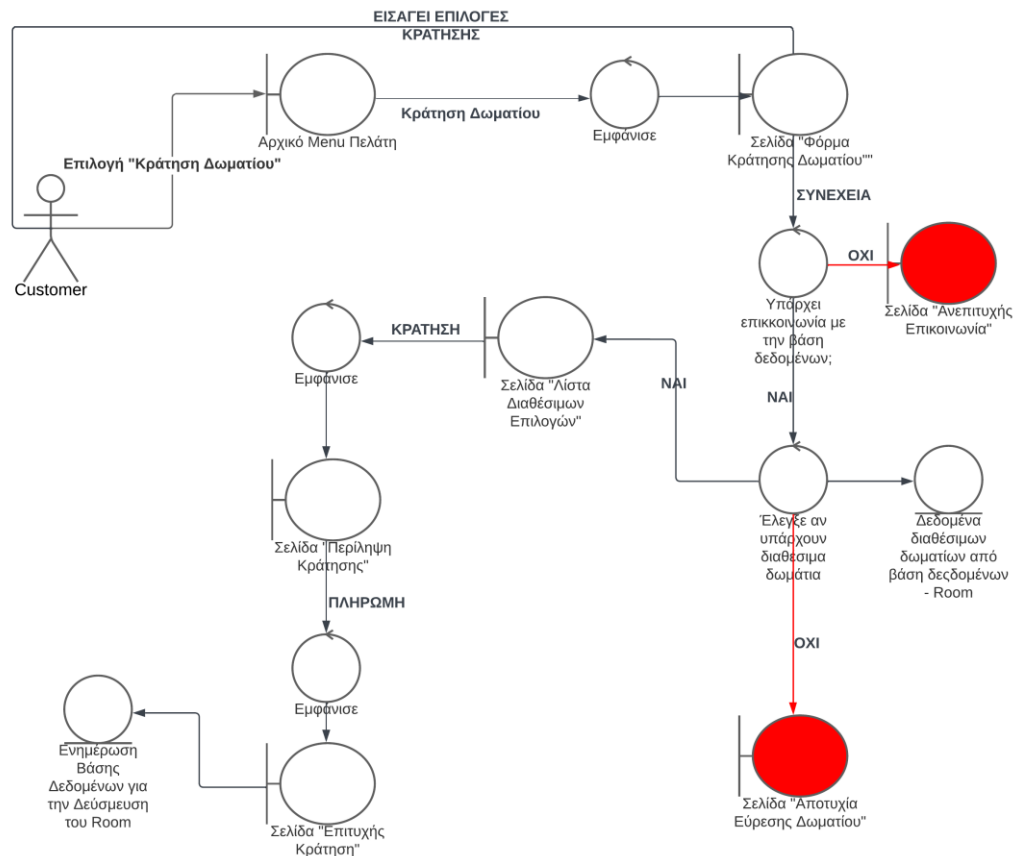 ΕΙΣΑΓΕΙ ΕΠΙΛΟΓΕΣ
ΚΡΑΤΗΣΗΣ
Αρχικό Menu Πελάτη
Κράτηση Δωματίου
Εμφάνισε
Σελίδα "Φόρμα
Κράτησης Δωματίου""
Επιλογή "Κράτηση Δωματίου"
Customer
ΣΥΝΕΧΕΙΑ
ΟΧΙ
Υπάρχει
επικκοινωνία με
την βάση
δεδομένων;
Σελίδα "Ανεπιτυχής
Επικοινωνία"
ΚΡΑΤΗΣΗ
Εμφάνισε
Σελίδα "Λίστα
Διαθέσιμων
Επιλογών"
ΝΑΙ
ΝΑΙ
Έλεγξε αν
υπάρχουν
διαθέσιμα
δωμάτια
Δεδομένα
διαθέσιμων
δωματίων από
βάση δεςδομένων
- Room
Σελίδα "Περίληψη
Κράτησης"
ΠΛΗΡΩΜΗ
ΟΧΙ
Εμφάνισε
Ενημέρωση
Βάσης
Δεδομένων για
την Δεύσμευση
του Room
Σελίδα "Επιτυχής
Κράτηση"
Σελίδα "Αποτυχία
Εύρεσης Δωματίου"